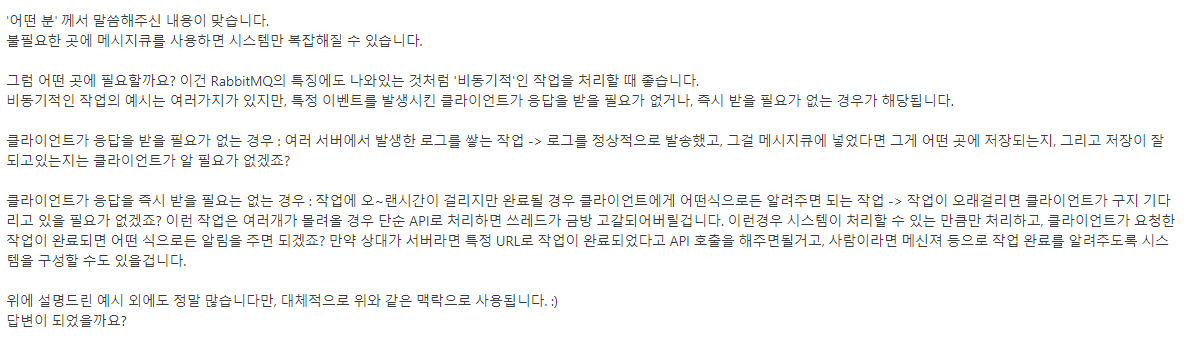 '어떤 분' 께서 말씀해주신 내용이 맞습니다.
불필요한 곳에 메시지큐를 사용하면 시스템만 복잡해질 수 있습니다.
그럼 어떤 곳에 필요할까요? 이건 RabbitMQ의 특징에도 나와있는 것처럼 '비동기적'인 작업을 처리할 때 좋습니다.
비동기적인 작업의 예시는 여러가지가 있지만, 특정 이벤트를 발생시킨 클라이언트가 응답을 받을 필요가 없거나, 즉시 받을 필요가 없는 경우가 해당됩니다.
클라이언트가 응답을 받을 필요가 없는 경우 : 여러 서버에서 발생한 로그를 쌓는 작업 -> 로그를 정상적으로 발송했고, 그걸 메시지큐에 넣었다면 그게 어떤 곳에 저장되는지, 그리고 저장이 잘
되고있는지는 클라이언트가 알 필요가 없겠죠?
클라이언트가 응답을 즉시 받을 필요는 없는 경우 : 작업에 오~랜시간이 걸리지만 완료될 경우 클라이언트에게 어떤식으로든 알려주면 되는 작업 -> 작업이 오래걸리면 클라이언트가 구지 기다
리고 있을 필요가 없겠죠? 이런 작업은 여러개가 몰려올 경우 단순 API로 처리하면 쓰레드가 금방 고갈되어버릴겁니다. 이런경우 시스템이 처리할 수 있는 만큼만 처리하고, 클라이언트가 요청한
작업이 완료되면 어떤 식으로든 알림을 주면 되겠죠? 만약 상대가 서버라면 특정 URL로 작업이 완료되었다고 API 호출을 해주면될거고, 사람이라면 메신져 등으로 작업 완료를 알려주도록 시스
템을 구성할 수도 있을겁니다.
위에 설명드린 예시 외에도 정말 많습니다만, 대체적으로 위와 같은 맥락으로 사용됩니다. :)
답변이 되었을까요?